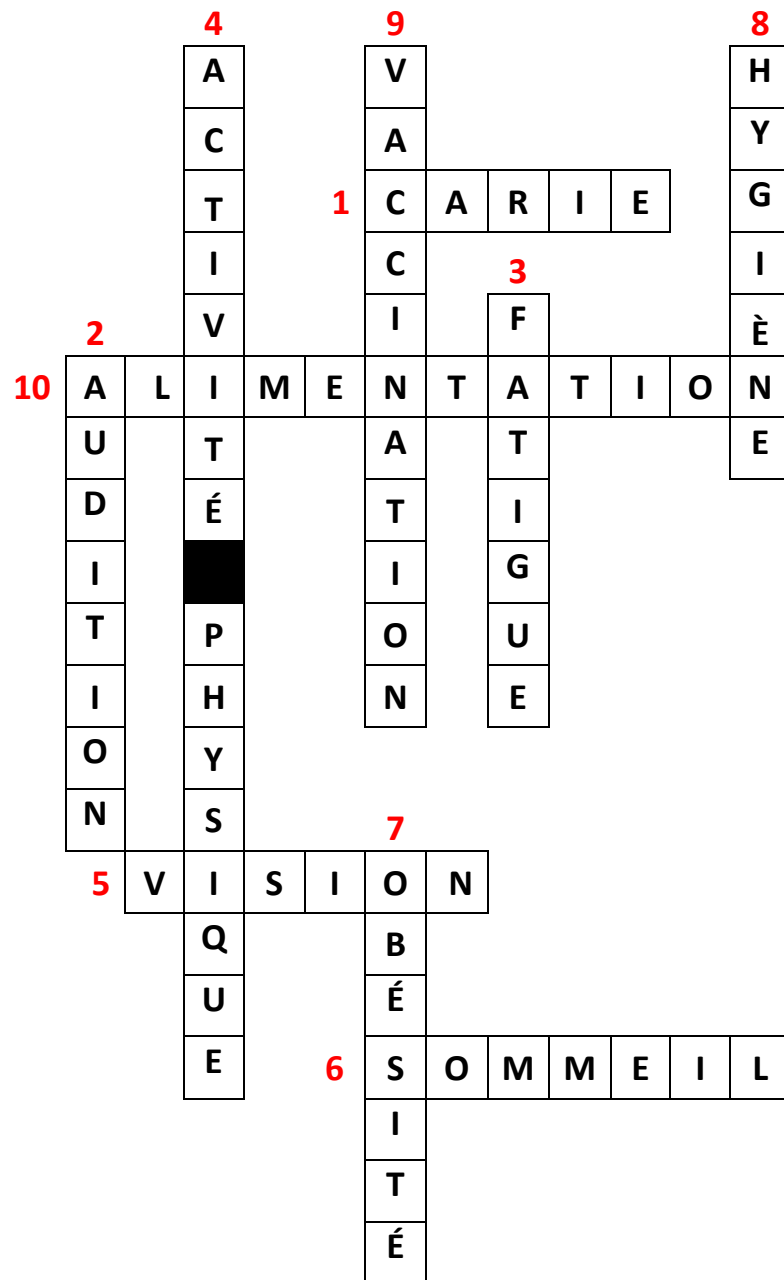 4 9 8
A V H
C A Y
T 1 C A R I E G
I C 3 I
V I F È
2
10 A L I M E N T A T I O N
U T A T E
D É T I
I I G
T P O U
I H N E
O Y
N S 7
5 V I S I O N
Q B
U É
E 6 S O M M E I L
I
T
É